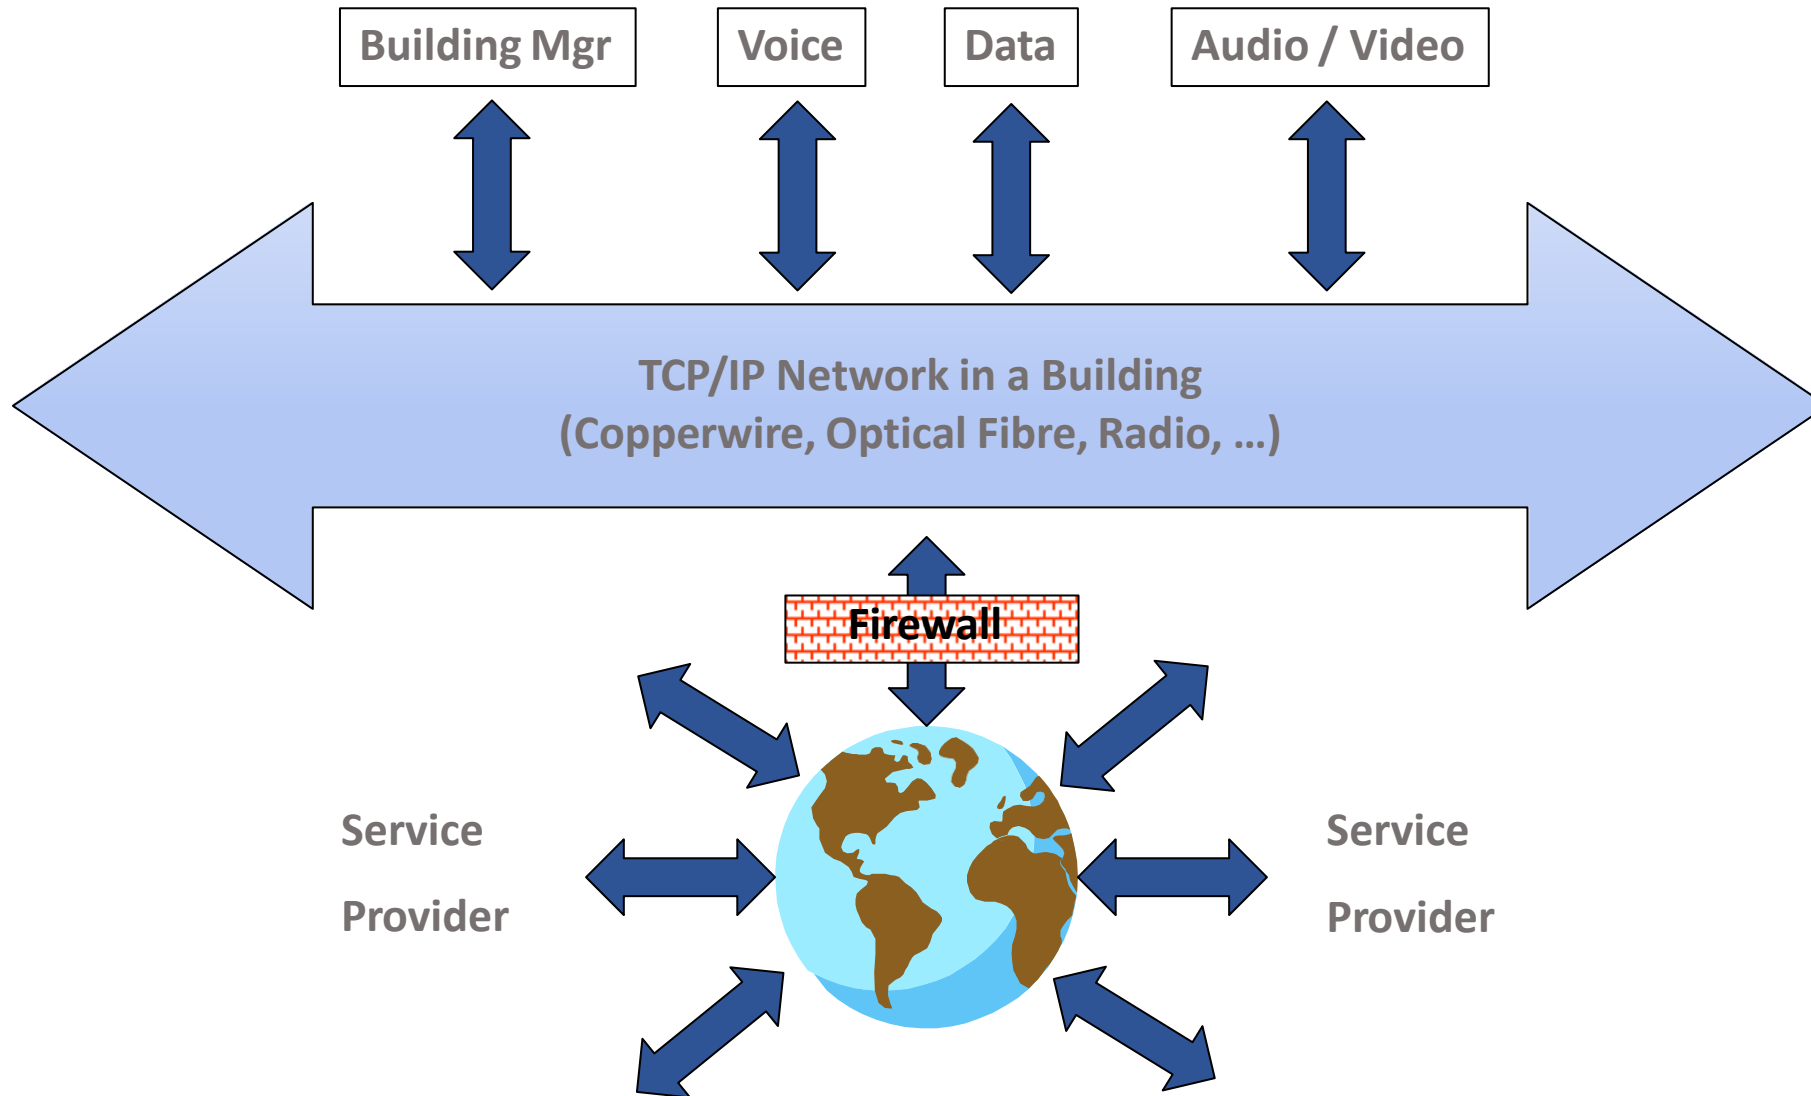 Building Mgr
Voice
Data
Audio / Video
TCP/IP Network in a Building
(Copperwire, Optical Fibre, Radio, ...)
Firewall
Service
Provider
Service
Provider